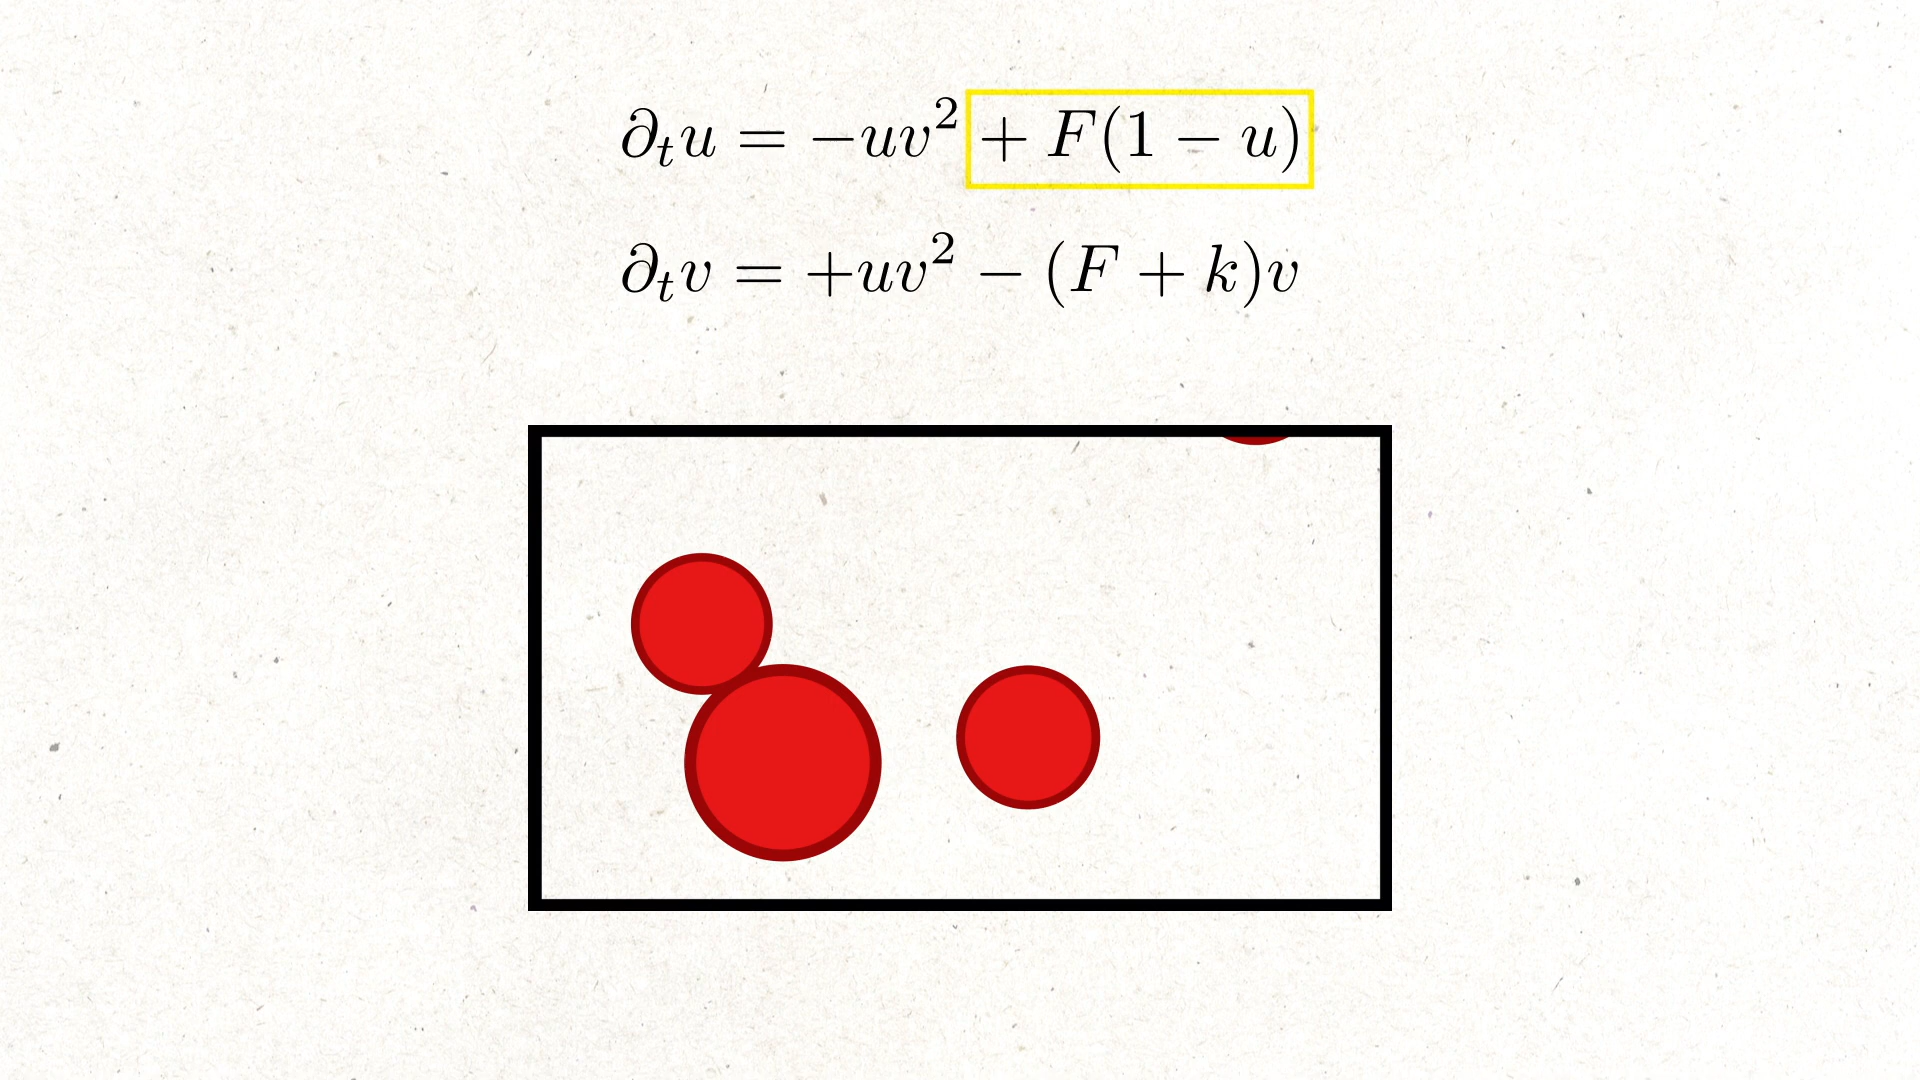 ∂ₜu = −uv² + F(1 − u)
∂ₜv = +uv² − (F + k)v